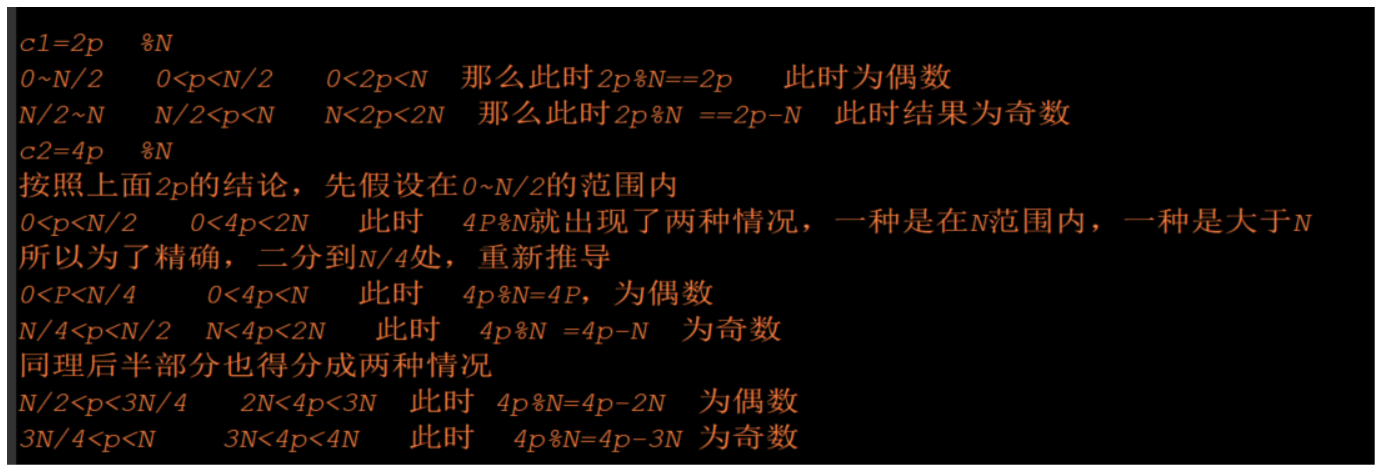 c1=2p %N
0~N/2 0<p<N/2 0<2p<N 那么此时2p%N==2p 此时为偶数
N/2~N N/2<p<N N<2p<2N 那么此时2p%N ==2p-N 此时结果为奇数
c2=4p %N
按照上面2p的结论，先假设在0~N/2的范围内
0<p<N/2 0<4p<2N 此时 4P%N就出现了两种情况，一种是在N范围内，一种是大于N
所以为了精确，二分到N/4处，重新推导
0<P<N/4 0<4p<N 此时 4p%N=4P，为偶数
N/4<p<N/2 N<4p<2N 此时 4p%N =4p-N 为奇数
同理后半部分也得分成两种情况
N/2<p<3N/4 2N<4p<3N 此时 4p%N=4p-2N 为偶数
3N/4<p<N 3N<4p<4N 此时 4p%N=4p-3N 为奇数